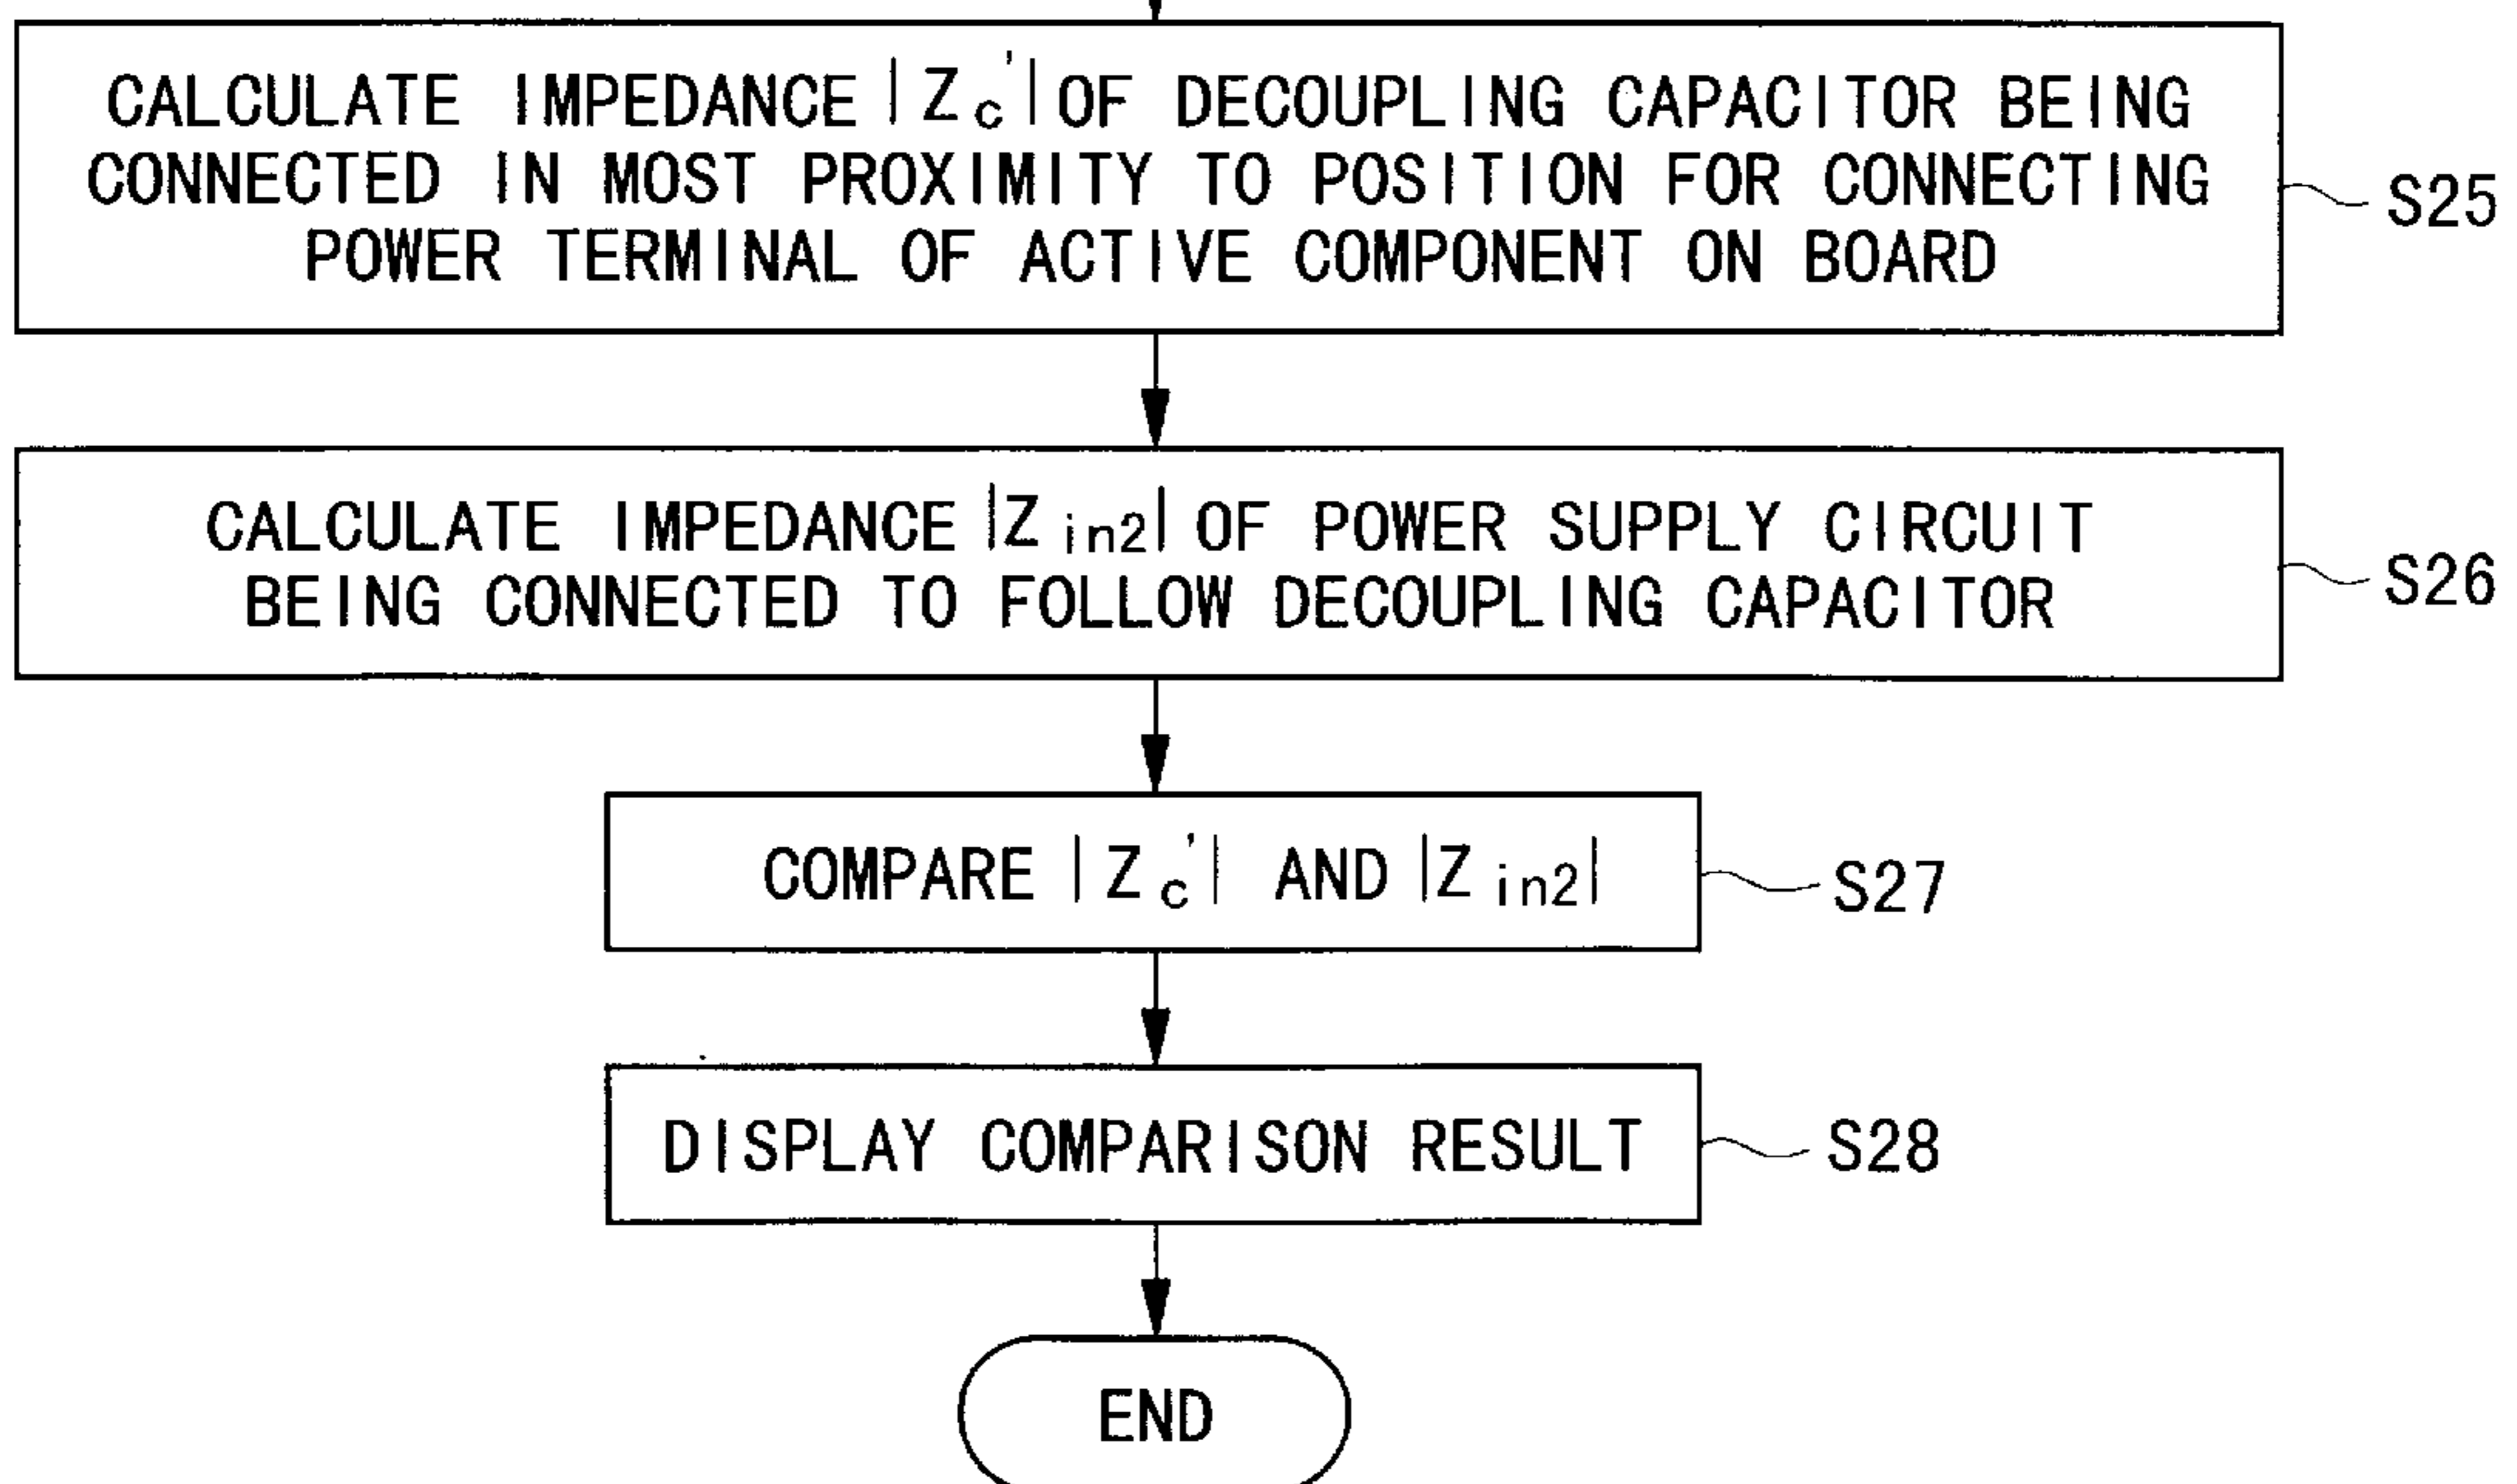 CALCULATE IMPEDANCE |Zc'| OF DECOUPLING CAPACITOR BEING
CONNECTED IN MOST PROXIMITY TO POSITION FOR CONNECTING
POWER TERMINAL OF ACTIVE COMPONENT ON BOARD
S25
CALCULATE IMPEDANCE |Zin2| OF POWER SUPPLY CIRCUIT
BEING CONNECTED TO FOLLOW DECOUPLING CAPACITOR
S26
COMPARE |Zc'| AND |Zin2|
S27
DISPLAY COMPARISON RESULT
S28
END